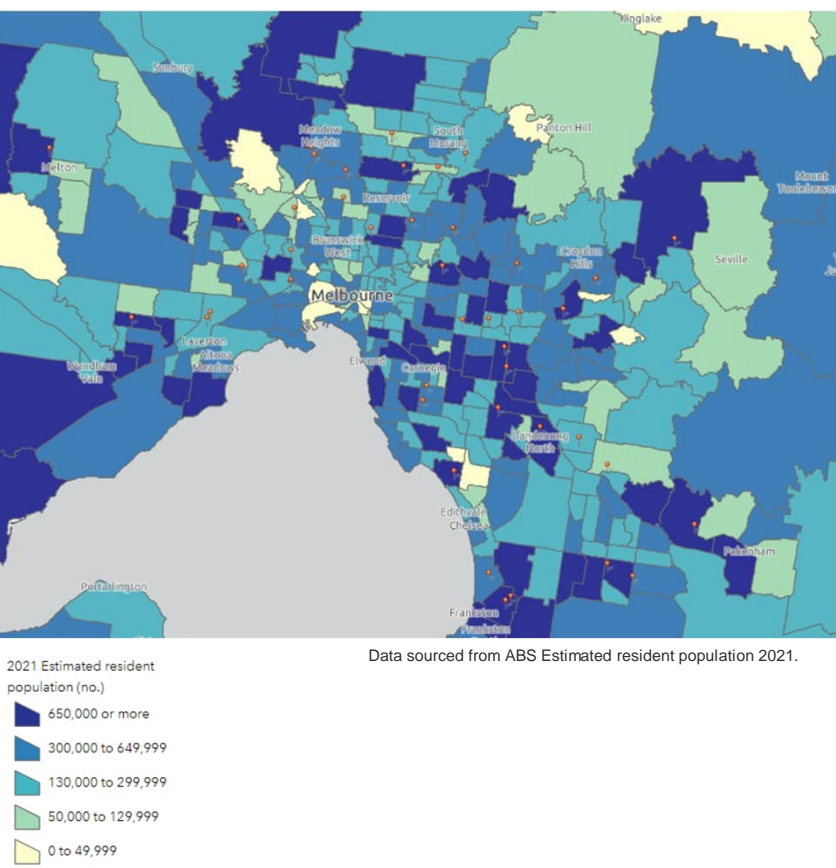 Kinglake
Sunbury
Meadow
Heights
South
Morang
Panton Hill
Melton
Mount
Reservoir
Brunswick
West
Croydon
Hills
Seville
Melbourne
Laverton
Altona
Meadows
Wyndham
Vale
Elwood
Carnegie
Dandenong
North
Edithvale
Chelsea
Pakenham
Portarlington
Frankston
Frankston
Data sourced from ABS Estimated resident population 2021.
2021 Estimated resident
population (no.)
650,000 or more
300,000 to 649,999
130,000 to 299,999
50,000 to 129,999
0 to 49,999